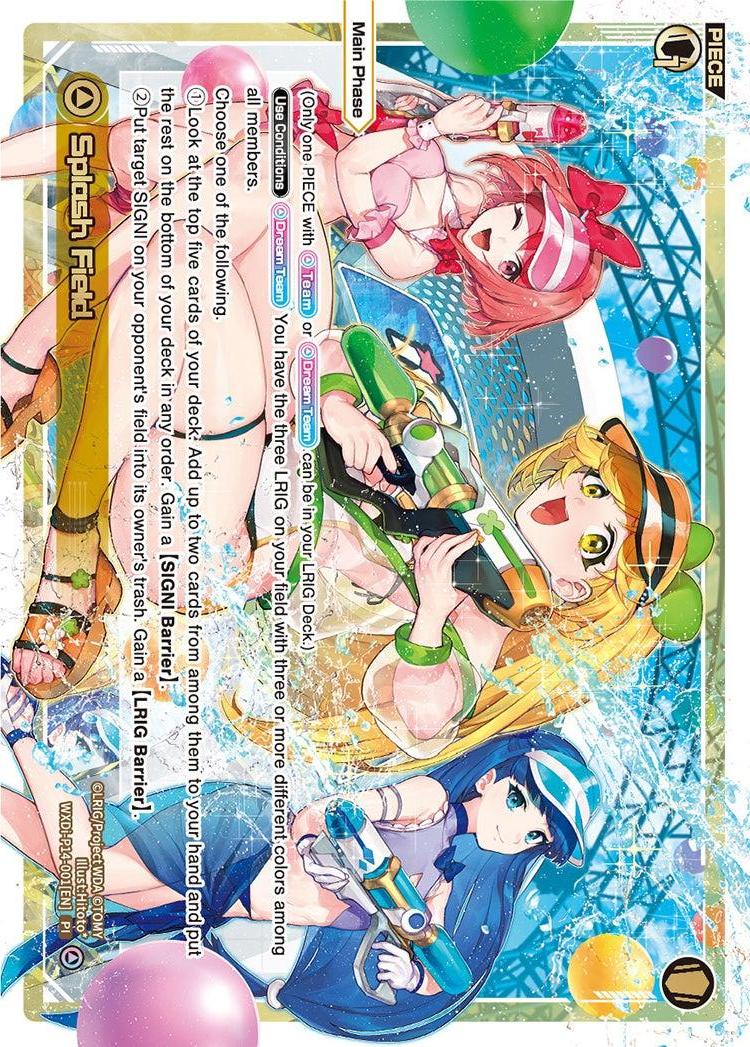 PIECE
Main Phase
(Only one PIECE with Team or Dream Team can be in your LRIG Deck.)
Use Conditions Dream Team You have the three LRIG on your field with three or more different colors among
all members.
Choose one of the following.
①Look at the top five cards of your deck. Add up to two cards from among them to your hand and put
the rest on the bottom of your deck in any order. Gain a [SIGNI Barrier].
②Put target SIGNI on your opponent's field into its owner's trash. Gain a [LRIG Barrier].
Splash Field
©LRIG/Project WDA ©TOMY
Illust Hitoto*
WXDi-P14-003[EN] PI